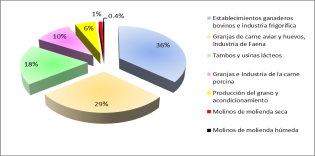 1%
0.4%
6%
10%
36%
18%
29%
Establecimientos ganaderos
bovinos e industria frigorífica
Granjas de carne aviar y huevos,
Industria de Faena
Tambos y usinas lácteos
Granjas e Industria de la carne
porcina
Producción del grano y
acondicionamiento
Molinos de molienda seca
Molinos de molienda húmeda